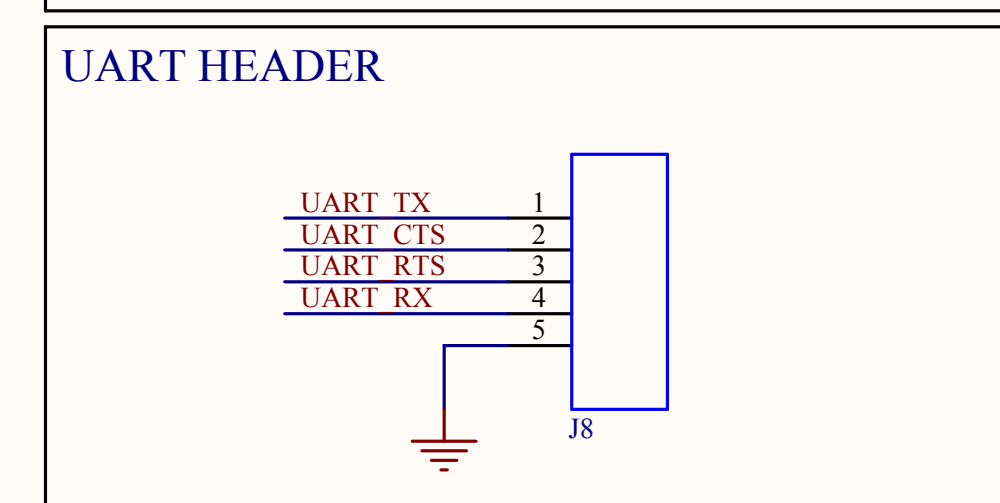 UART HEADER
UART_TX 1
UART_CTS 2
UART_RTS 3
UART_RX 4
5
J8